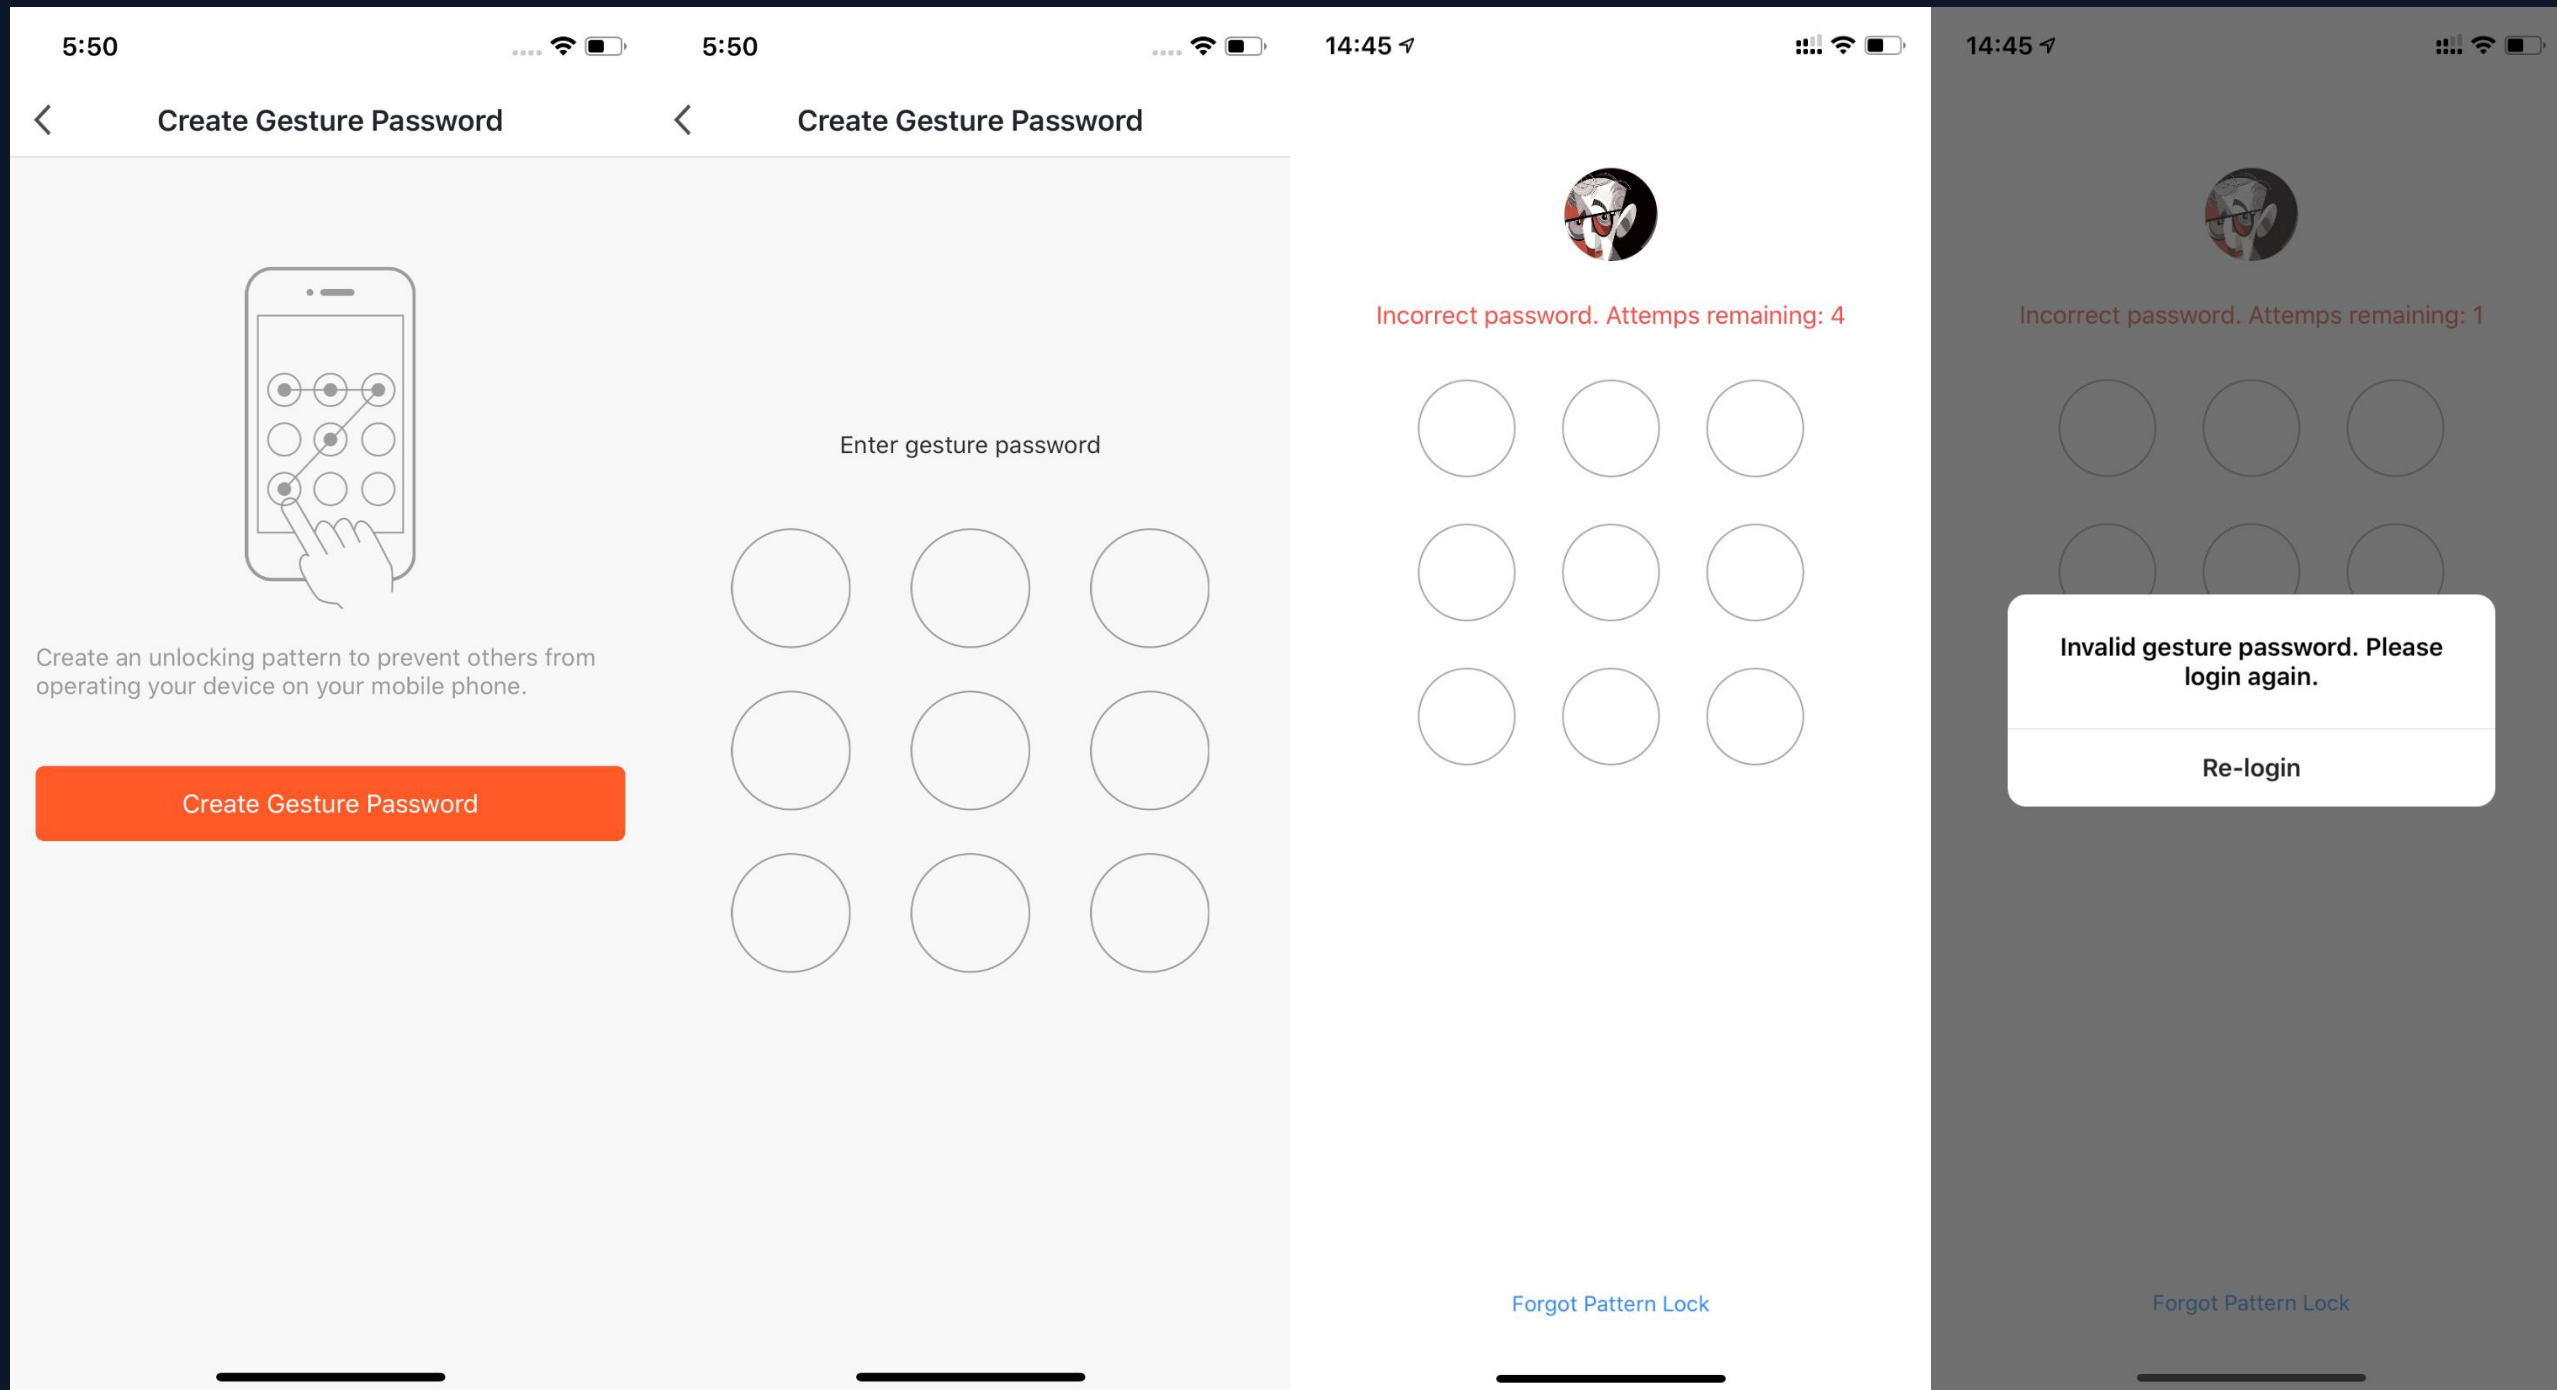 5:50
Create Gesture Password
Create an unlocking pattern to prevent others from
operating your device on your mobile phone.
Create Gesture Password
5:50
Create Gesture Password
Enter gesture password
14:45
Incorrect password. Attemps remaining: 4
Forgot Pattern Lock
14:45
Incorrect password. Attemps remaining: 1
Invalid gesture password. Please
login again.
Re-login
Forgot Pattern Lock